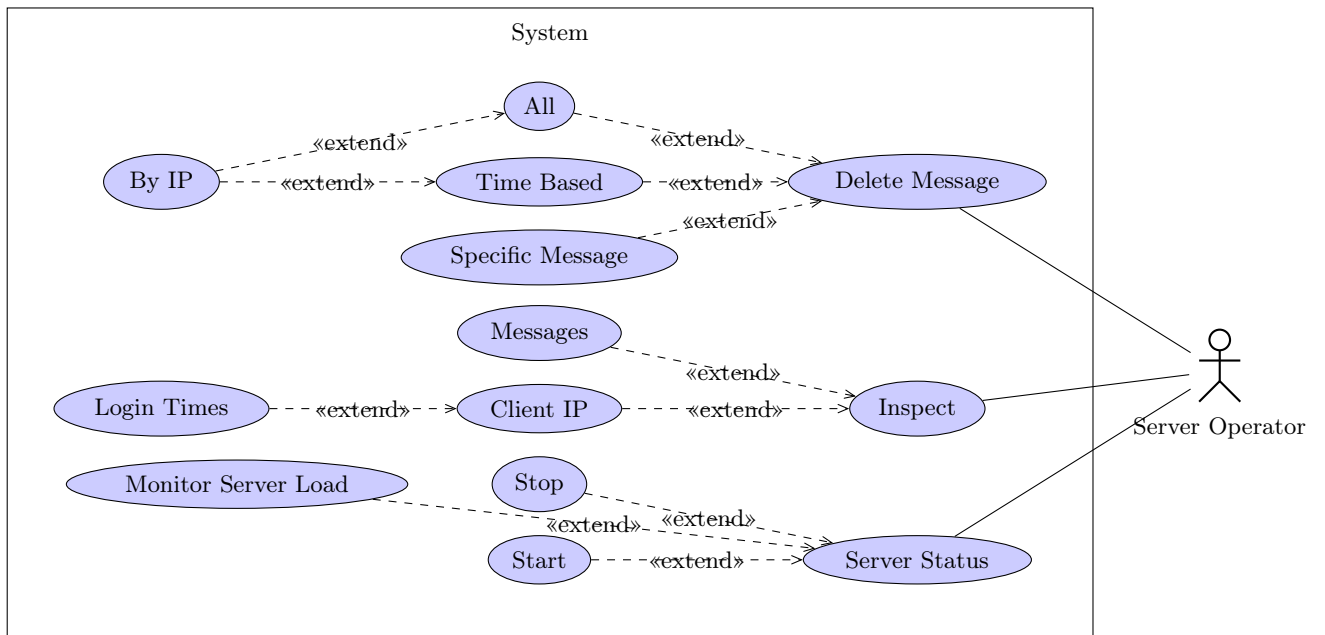 System
All
«extend»
«extend»
By IP
«extend»
Time Based
«extend»
Delete Message
«extend»
Specific Message
Messages
«extend»
Login Times
«extend»
Client IP
«extend»
Inspect
Server Operator
Monitor Server Load
Stop
«extend»
«extend»
Start
«extend»
Server Status